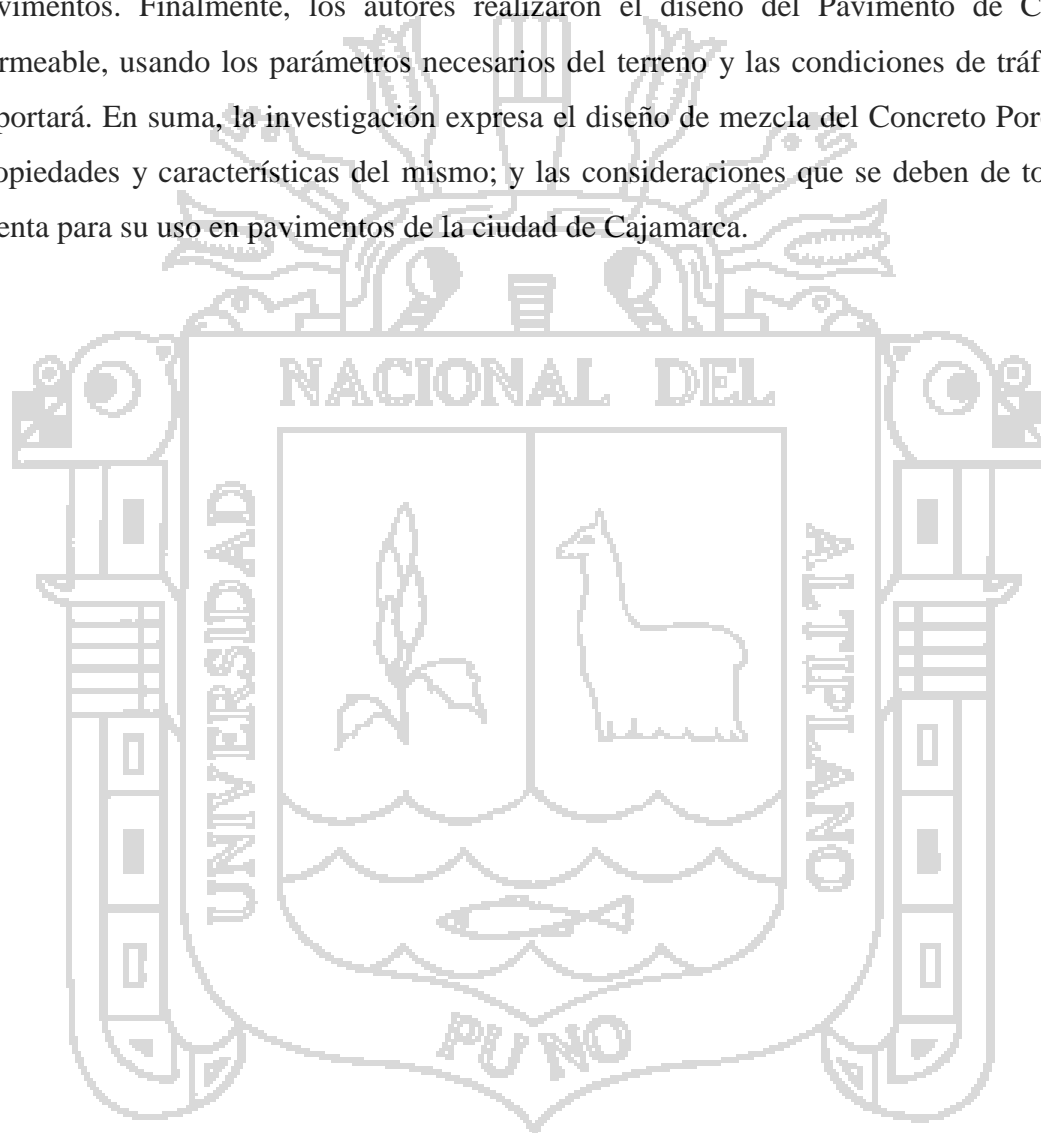 vimentos. Finalmente, los autores realizaron el diseño del Pavimento de C
rmeable, usando los parámetros necesarios del terreno y las condiciones de tráf
portará. En suma, la investigación expresa el diseño de mezcla del Concreto Por
opiedades y características del mismo; y las consideraciones que se deben de to
enta para su uso en pavimentos de la ciudad de Cajamarca.
NACIONAL DEL
UNIVERSIDAD
ALTIPLANO
PUNO